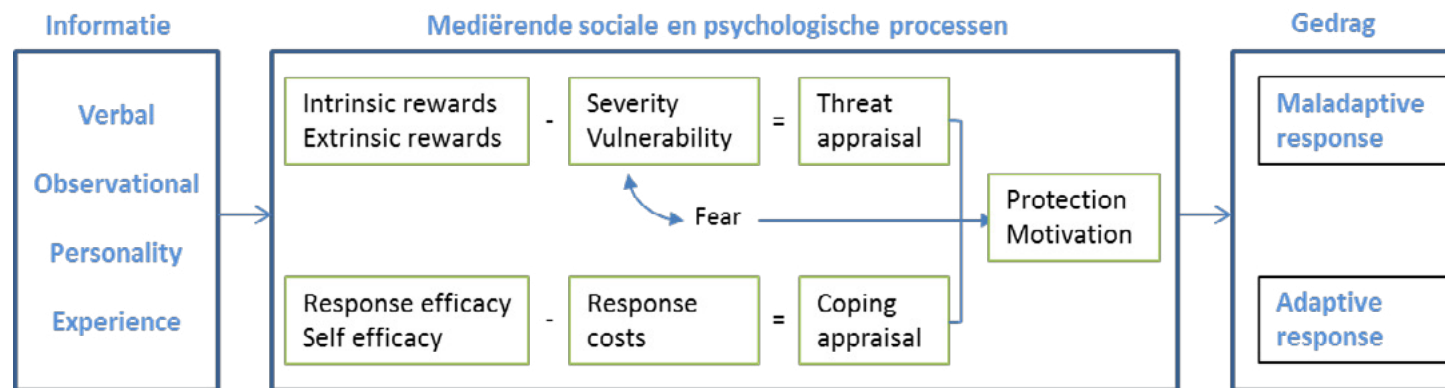 Informatie
Mediërende sociale en psychologische processen
Gedrag
Verbal
Observational
Personality
Experience
Intrinsic rewards
Extrinsic rewards
-
Severity
Vulnerability
=
Threat
appraisal
Fear
Protection
Motivation
Response efficacy
Self efficacy
-
Response
costs
=
Coping
appraisal
Maladaptive
response
Adaptive
response